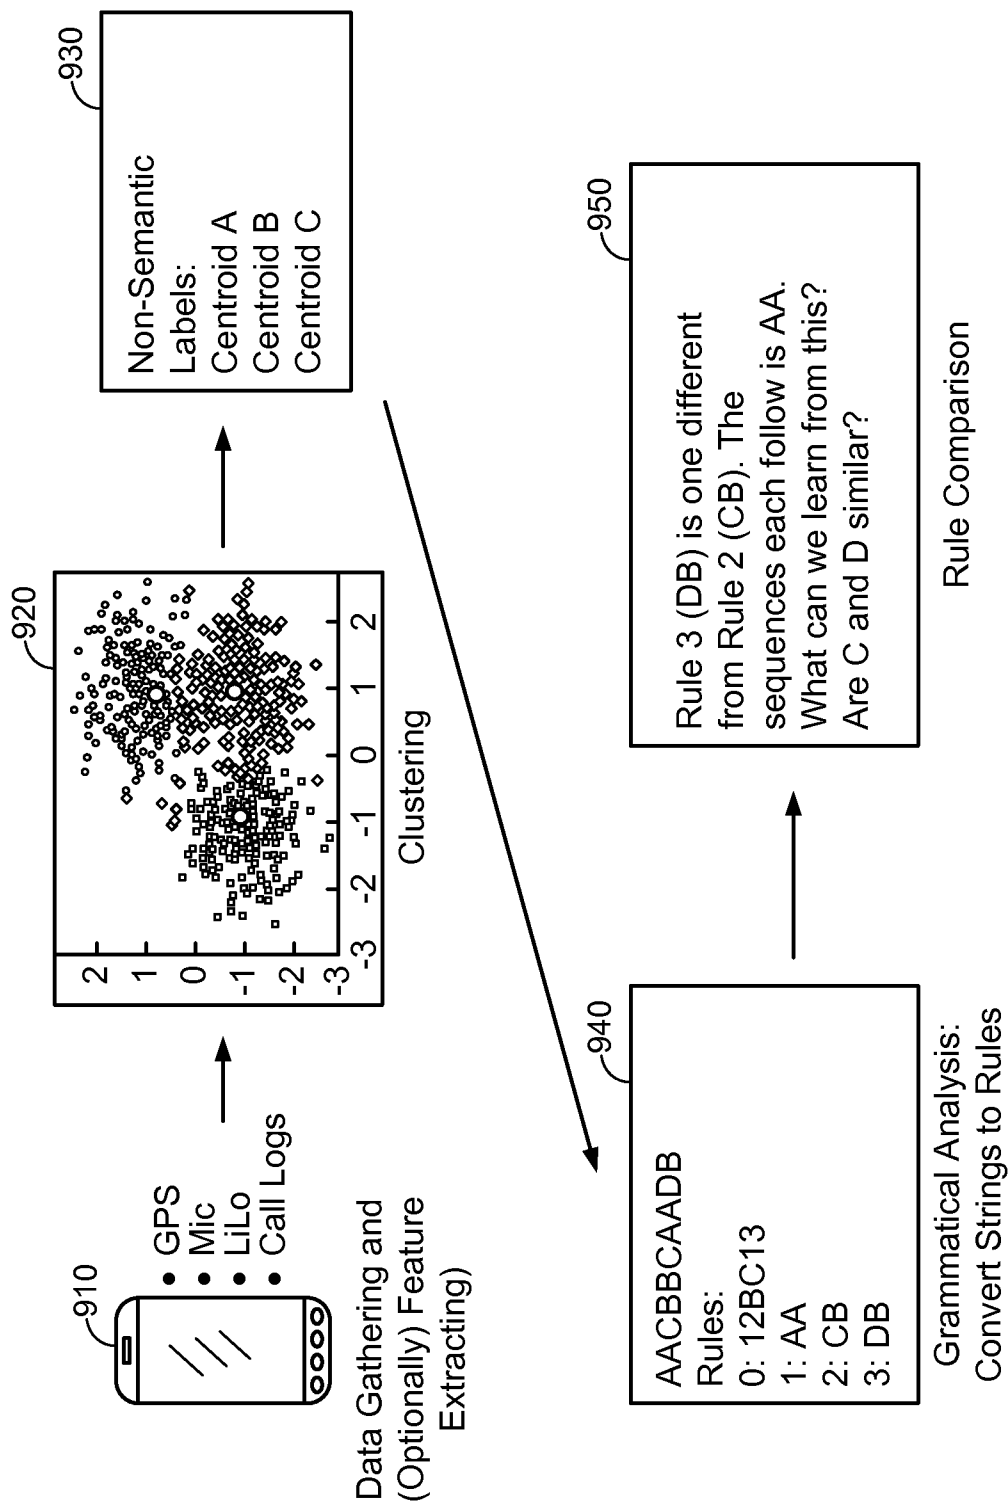 910
GPS
Mic
LiLo
Call Logs
Data Gathering and
(Optionally) Feature
Extracting)
920
2
1
0
-1
-2
-3
-3
-2
-1
0
1
2
Clustering
930
Non-Semantic
Labels:
Centroid A
Centroid B
Centroid C
940
AACBBCAADB
Rules:
0: 12BC13
1: AA
2: CB
3: DB
Grammatical Analysis:
Convert Strings to Rules
950
Rule 3 (DB) is one different
from Rule 2 (CB). The
sequences each follow is AA.
What can we learn from this?
Are C and D similar?
Rule Comparison